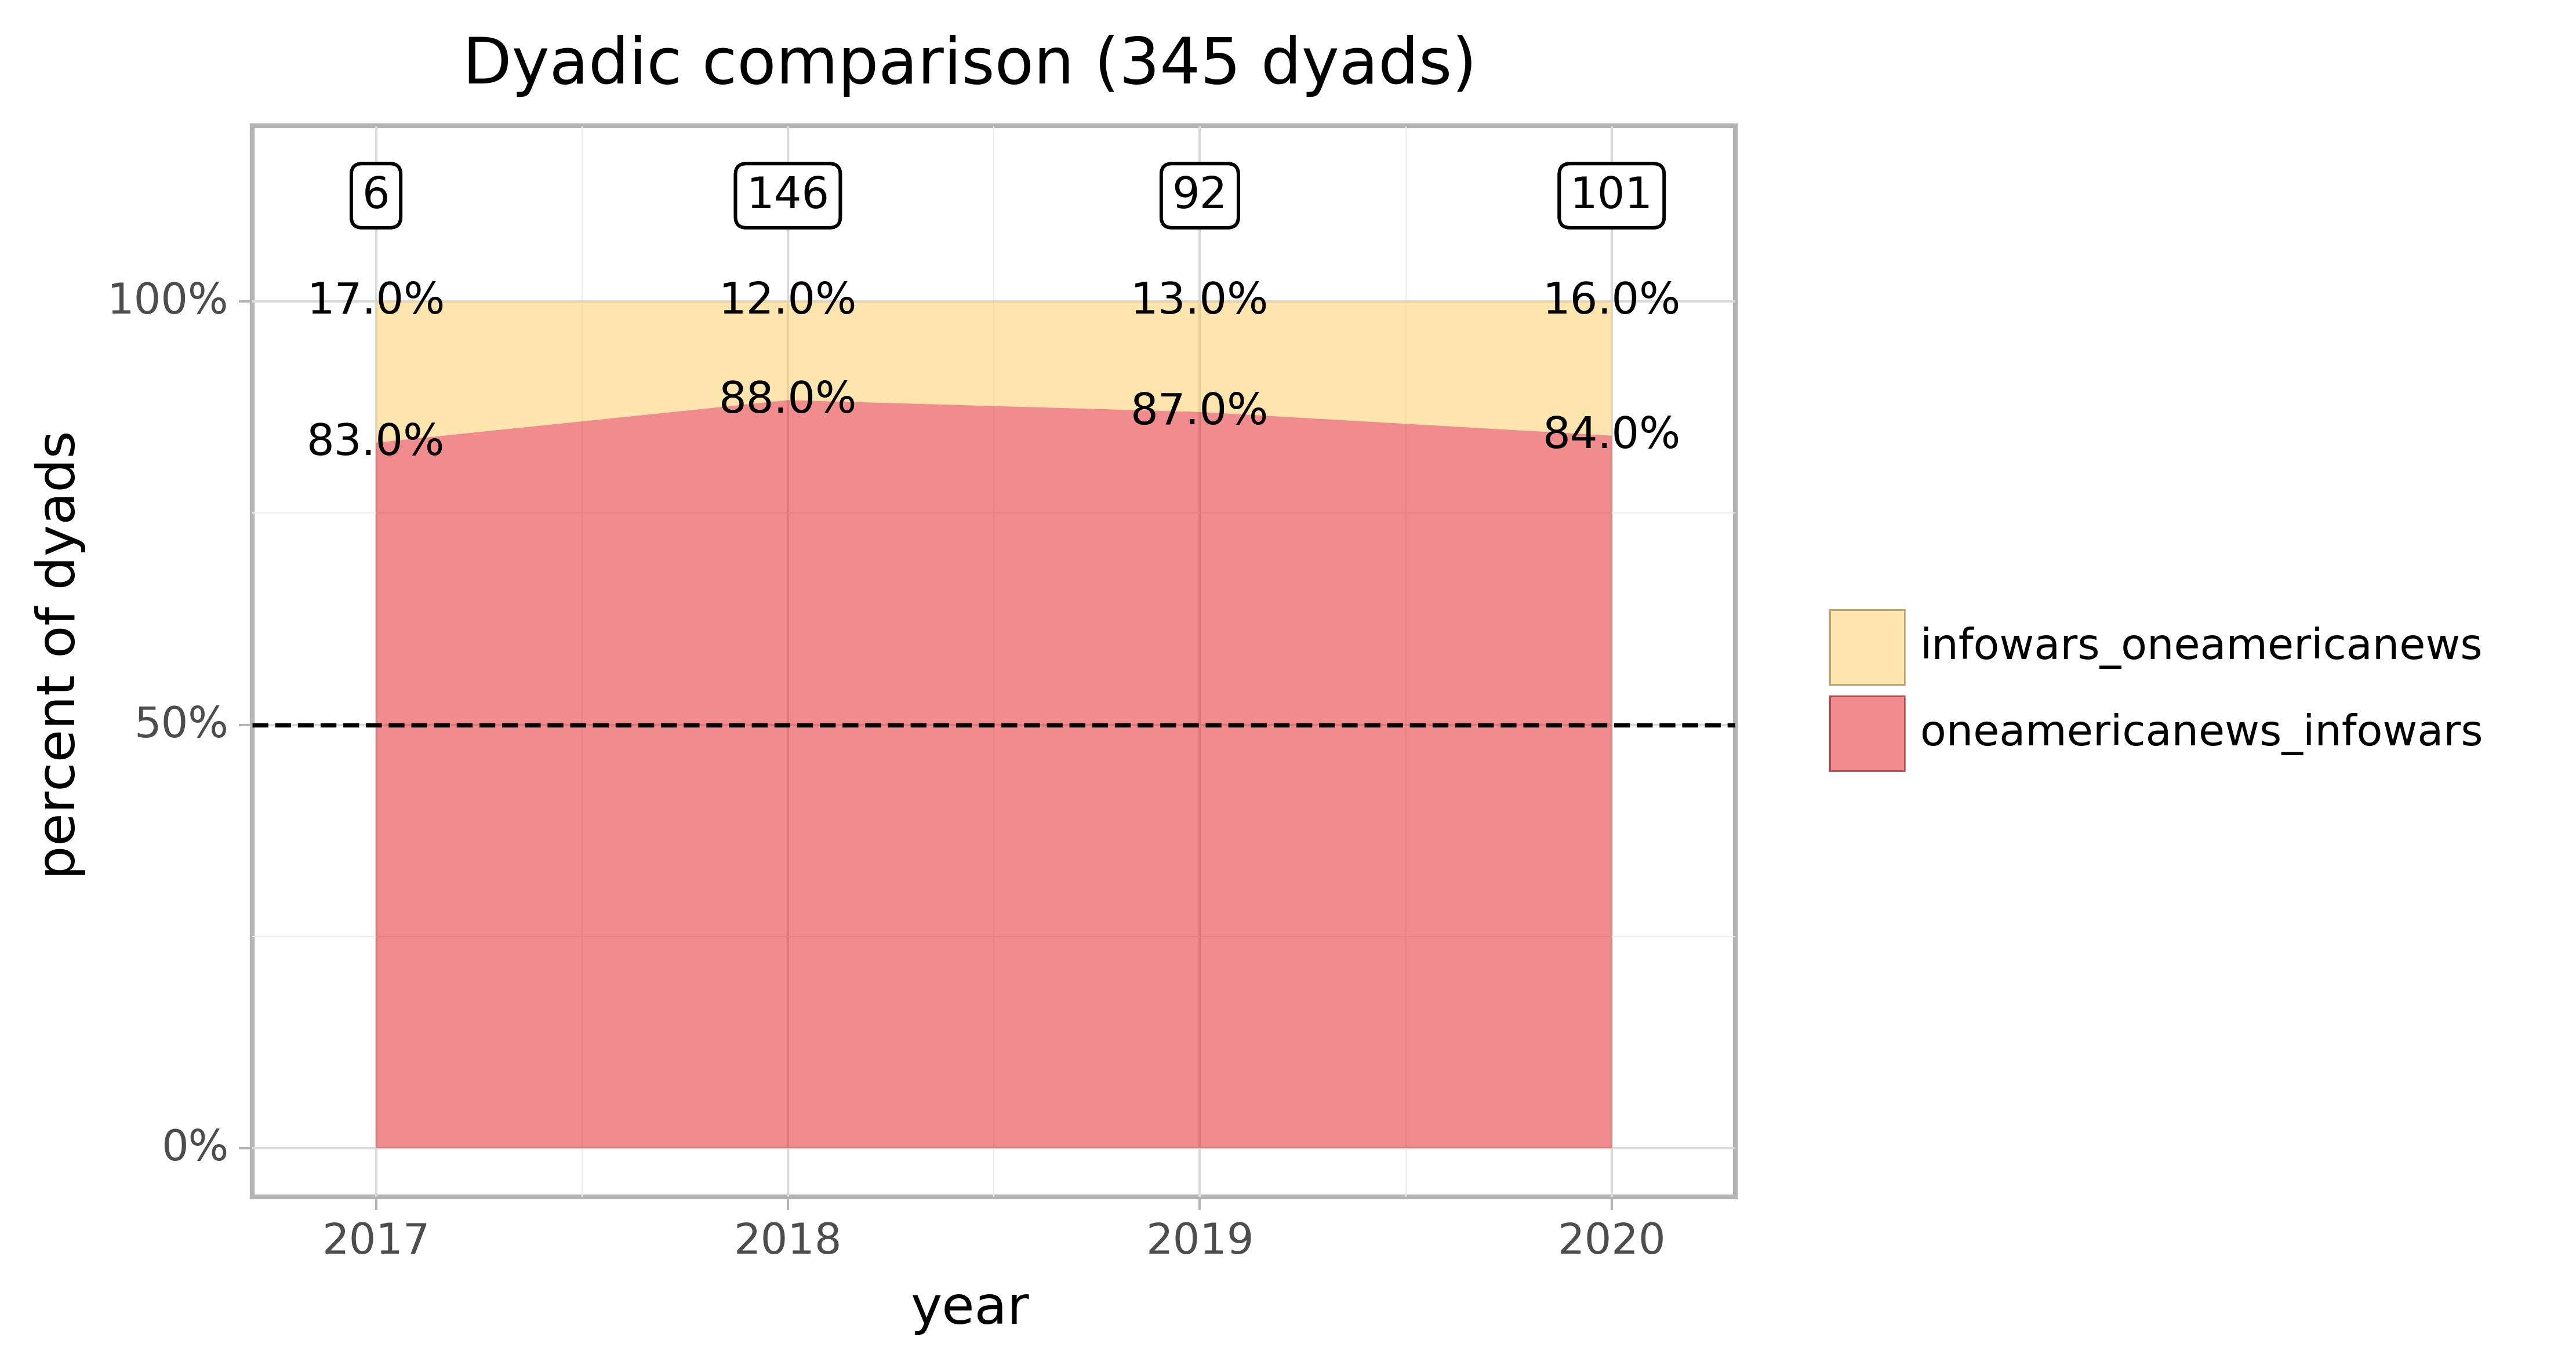 Dyadic comparison (345 dyads)
6 146 92 101
100%
17.0% 12.0% 13.0% 16.0%
83.0% 88.0% 87.0% 84.0%
50%
0%
percent of dyads
2017 2018 2019 2020
year
infowars_oneamericanews
oneamericanews_infowars